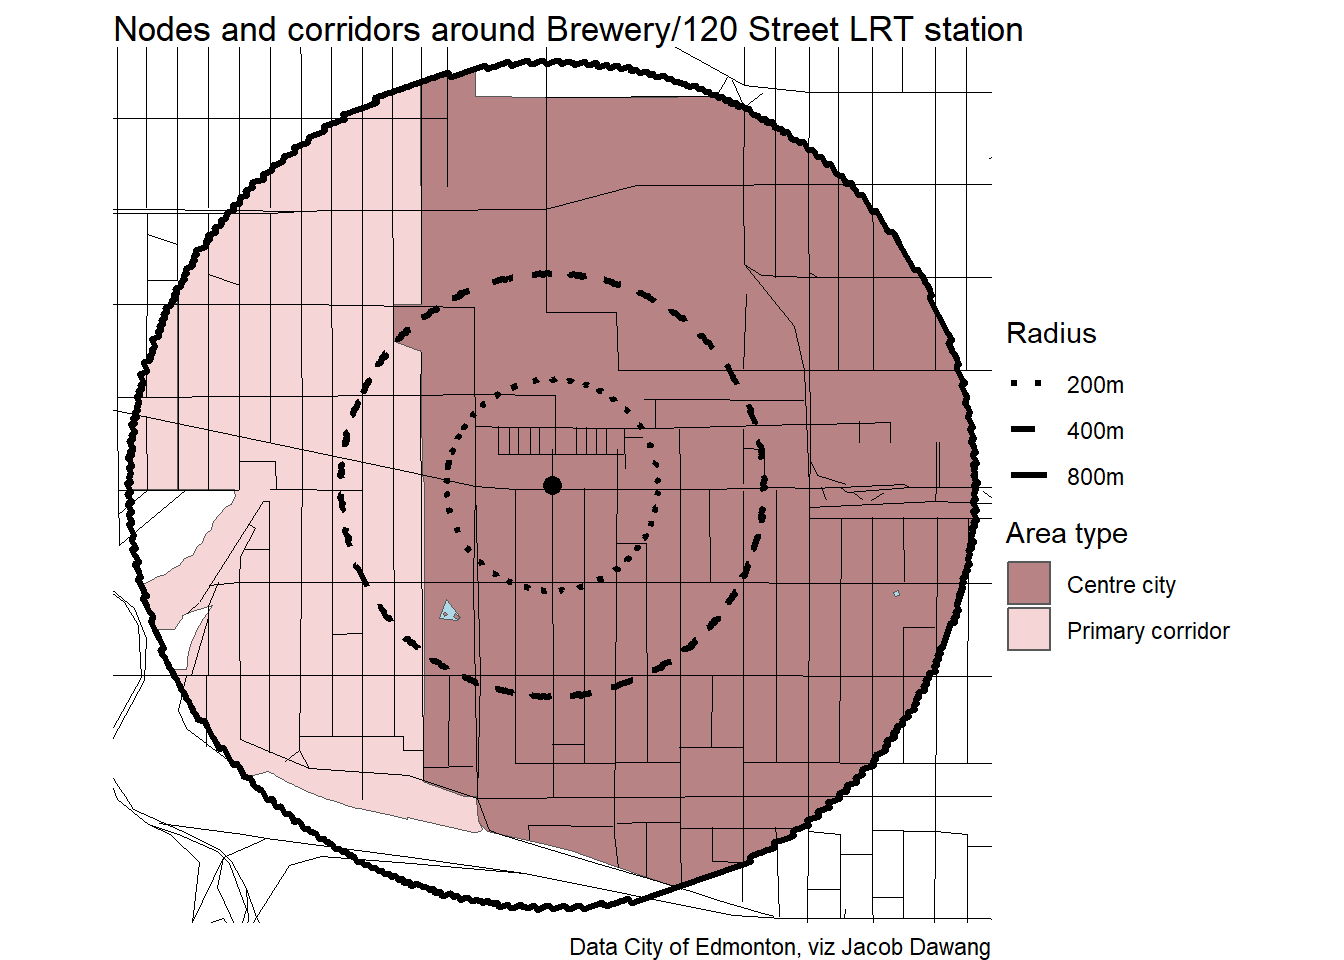 Nodes and corridors around Brewery/120 Street LRT station
Radius
200m
400m
800m
Area type
Centre city
Primary corridor
Data City of Edmonton, viz Jacob Dawang